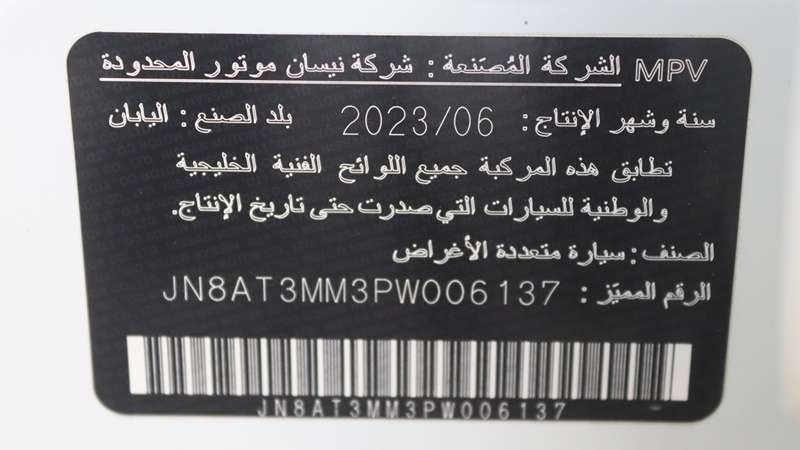 MPV الشركة المُصَنعة : شركة نيسان موتور المحدودة
سنة وشهر الإنتاج : 2023/06 بلد الصنع : اليابان
تطابق هذه المركبة جميع اللوائح الفنية الخليجية
والوطنية للسيارات التي صدرت حتى تاريخ الإنتاج.
الصنف : سيارة متعددة الأغراض
الرقم المميّز : JN8AT3MM3PW006137
JN8AT3MM3PW006137